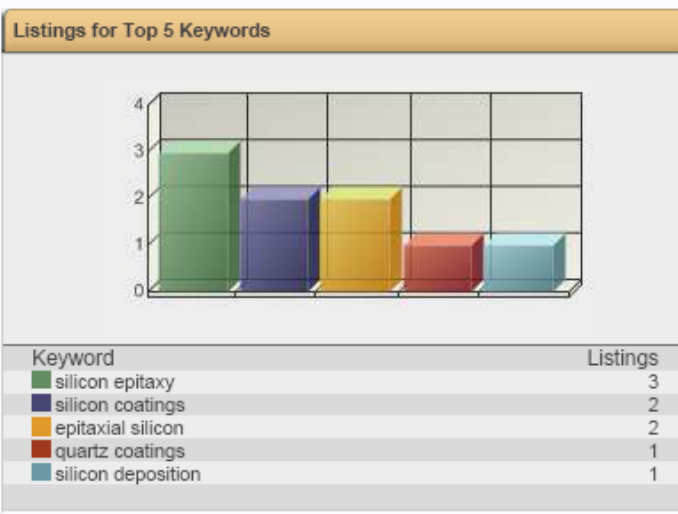 Listings for Top 5 Keywords
4
3
2
1
0
Keyword Listings
silicon epitaxy 3
silicon coatings 2
epitaxial silicon 2
quartz coatings 1
silicon deposition 1